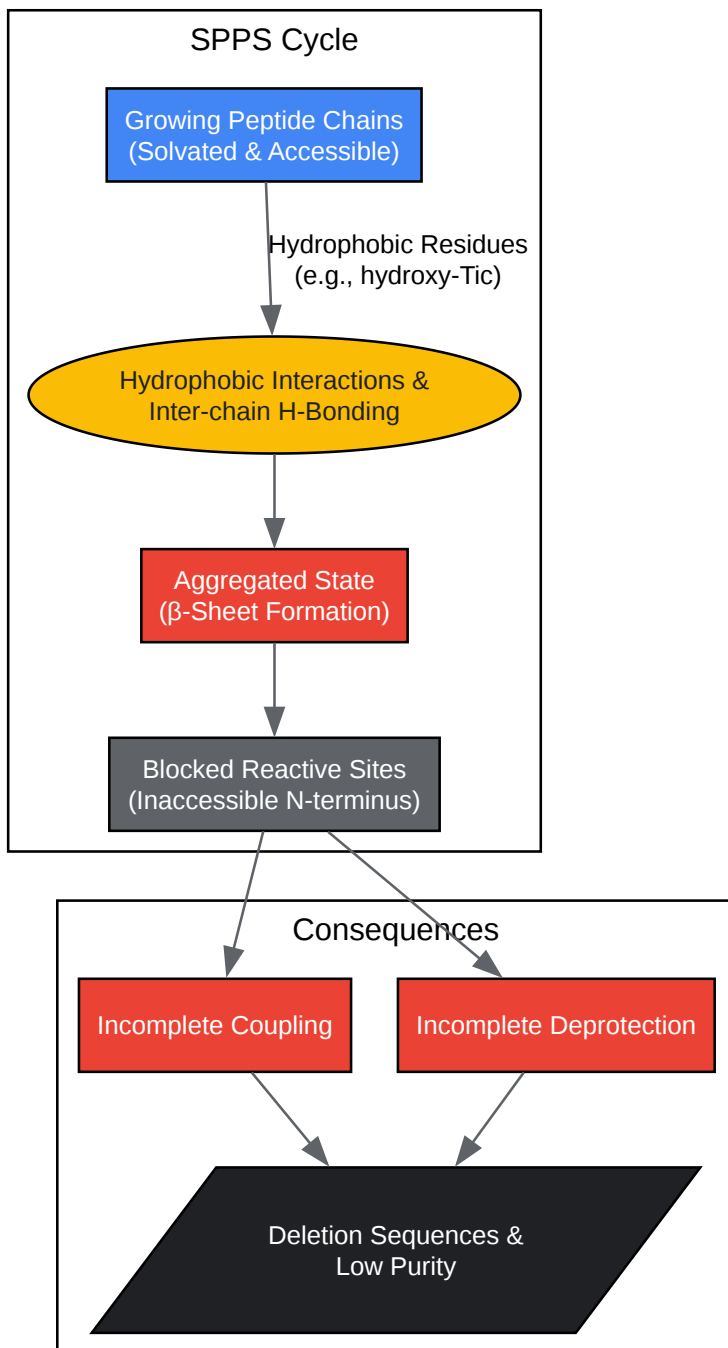 SPPS Cycle
Growing Peptide Chains
(Solvated & Accessible)
Hydrophobic Residues
(e.g., hydroxy-Tic)
Hydrophobic Interactions &
Inter-chain H-Bonding
Aggregated State
(β-Sheet Formation)
Blocked Reactive Sites
(Inaccessible N-terminus)
Consequences
Incomplete Coupling
Incomplete Deprotection
Deletion Sequences &
Low Purity